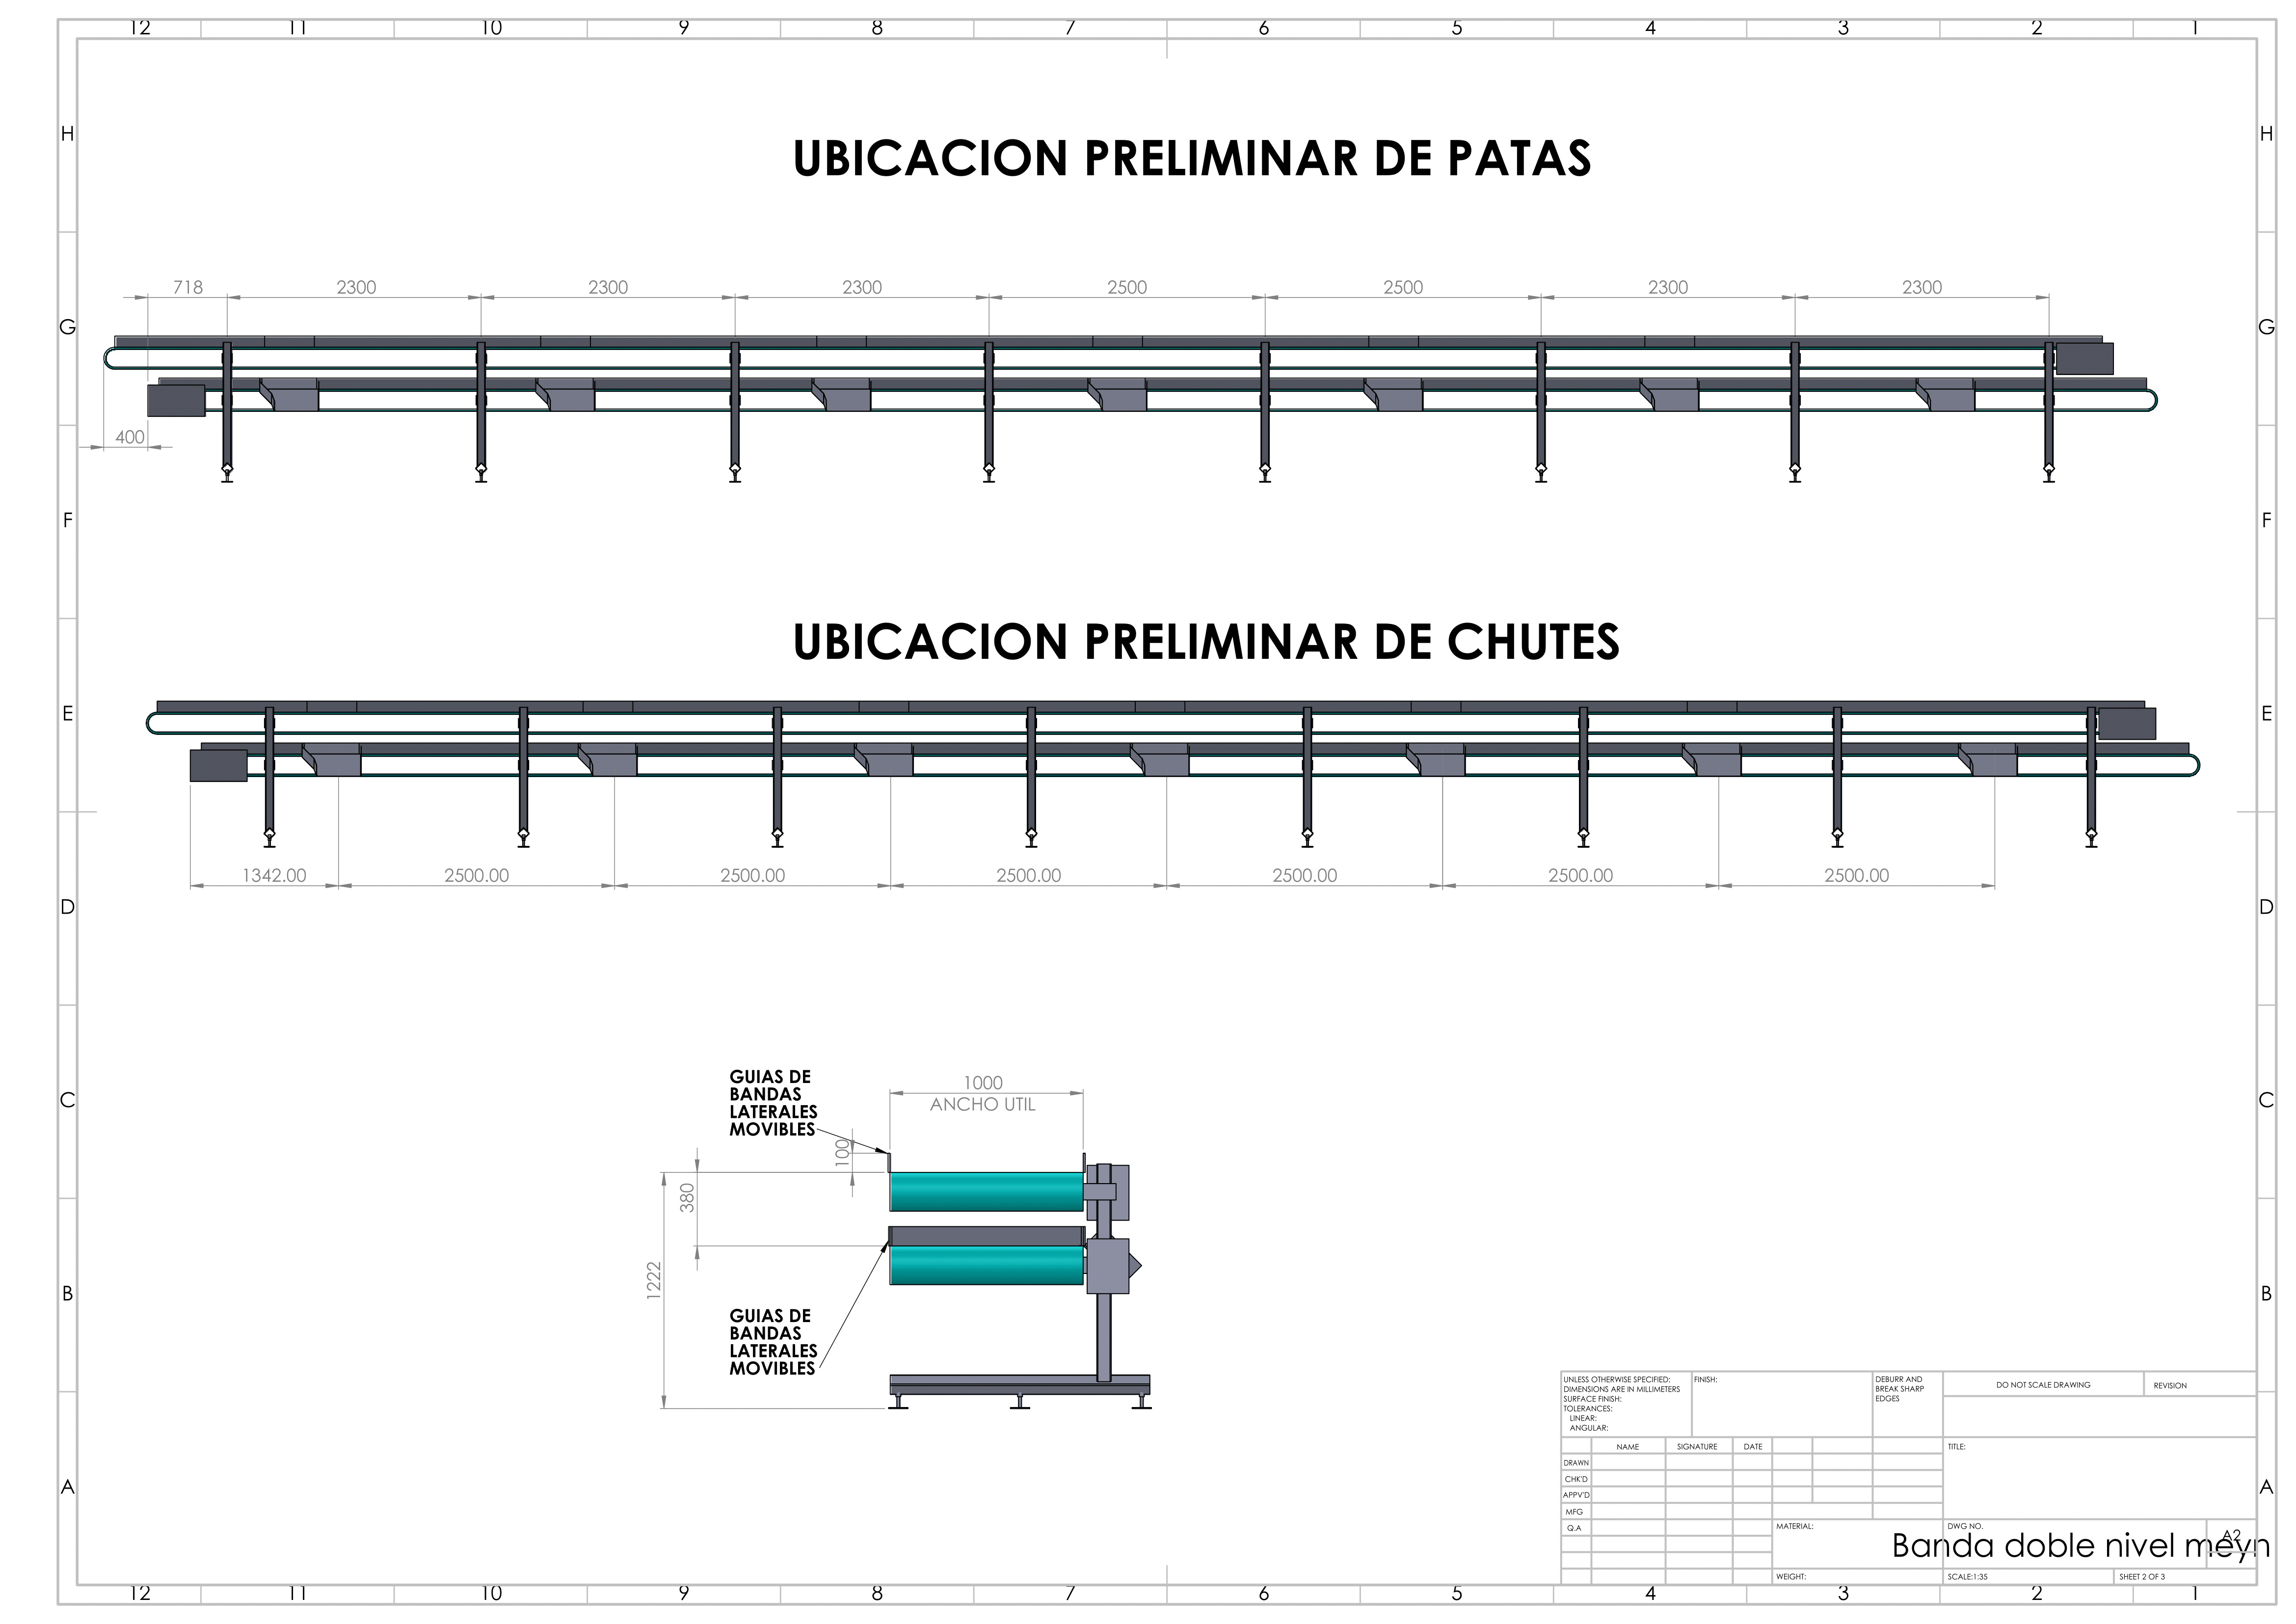 12 11 10 9 8 7 6 5 4 3 2 1
H H
UBICACION PRELIMINAR DE PATAS
718 2300 2300 2300 2500 2500 2300 2300
G G
400
F F
UBICACION PRELIMINAR DE CHUTES
E E
1342.00 2500.00 2500.00 2500.00 2500.00 2500.00 2500.00
D D
GUIAS DE
BANDAS
LATERALES
MOVIBLES
1000
ANCHO UTIL
C C
100
380
1222
B B
GUIAS DE
BANDAS
LATERALES
MOVIBLES
UNLESS OTHERWISE SPECIFIED:
DIMENSIONS ARE IN MILLIMETERS
SURFACE FINISH:
TOLERANCES:
LINEAR:
ANGULAR:
FINISH:
DEBURR AND
BREAK SHARP
EDGES
DO NOT SCALE DRAWING
REVISION
NAME SIGNATURE DATE
TITLE:
DRAWN
CHK'D
APPV'D
MFG
Q.A
A A
MATERIAL:
DWG NO.
Banda doble nivel meyn
A2
WEIGHT:
SCALE:1:35
SHEET 2 OF 3
12 11 10 9 8 7 6 5 4 3 2 1